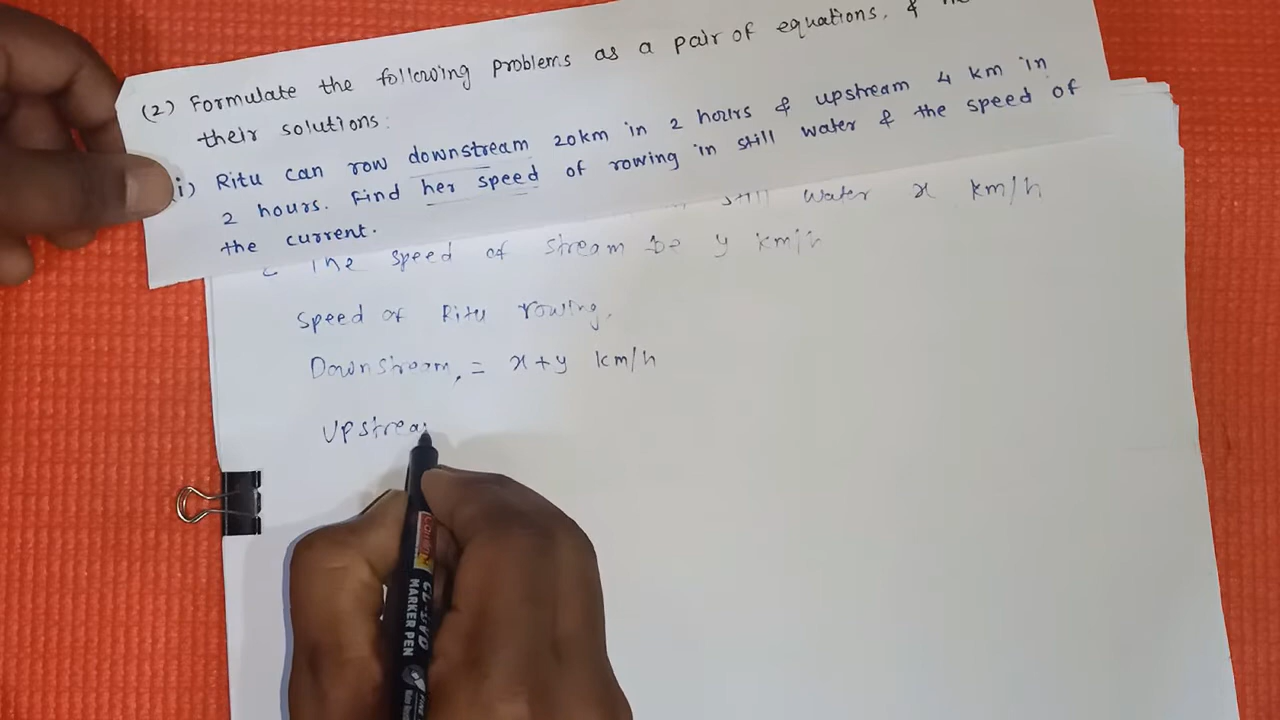 (2) Formulate the following problems as a pair of equations, &
their solutions:
i) Ritu can row downstream 20km in 2 hours & upstream 4 km in
2 hours. Find her speed of rowing in still water & the speed of
the current.
still water x km/h
The speed of stream be y km/h
Speed of Ritu rowing.
Downstream, = x+y km/h
Upstrea
MARKER PEN